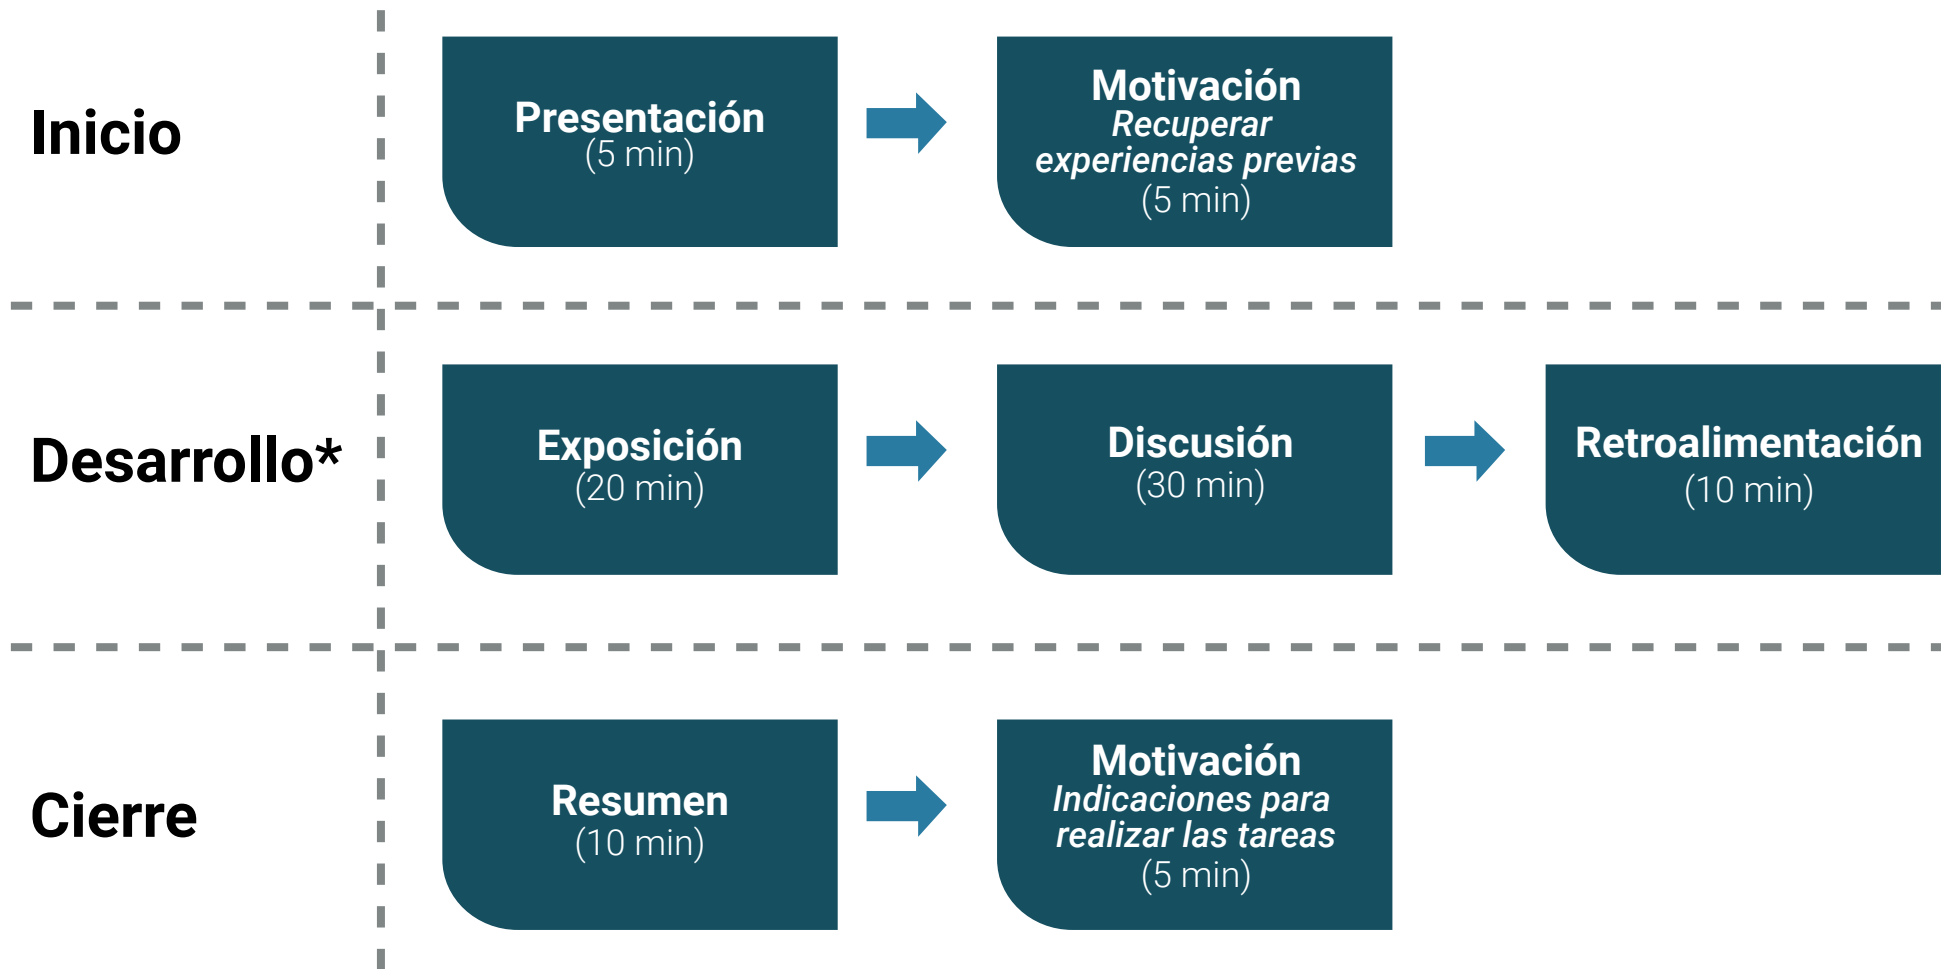 Inicio
Presentación
(5 min)
Motivación
Recuperar
experiencias previas
(5 min)
Desarrollo*
Exposición
(20 min)
Discusión
(30 min)
Retroalimentación
(10 min)
Cierre
Resumen
(10 min)
Motivación
Indicaciones para
realizar las tareas
(5 min)